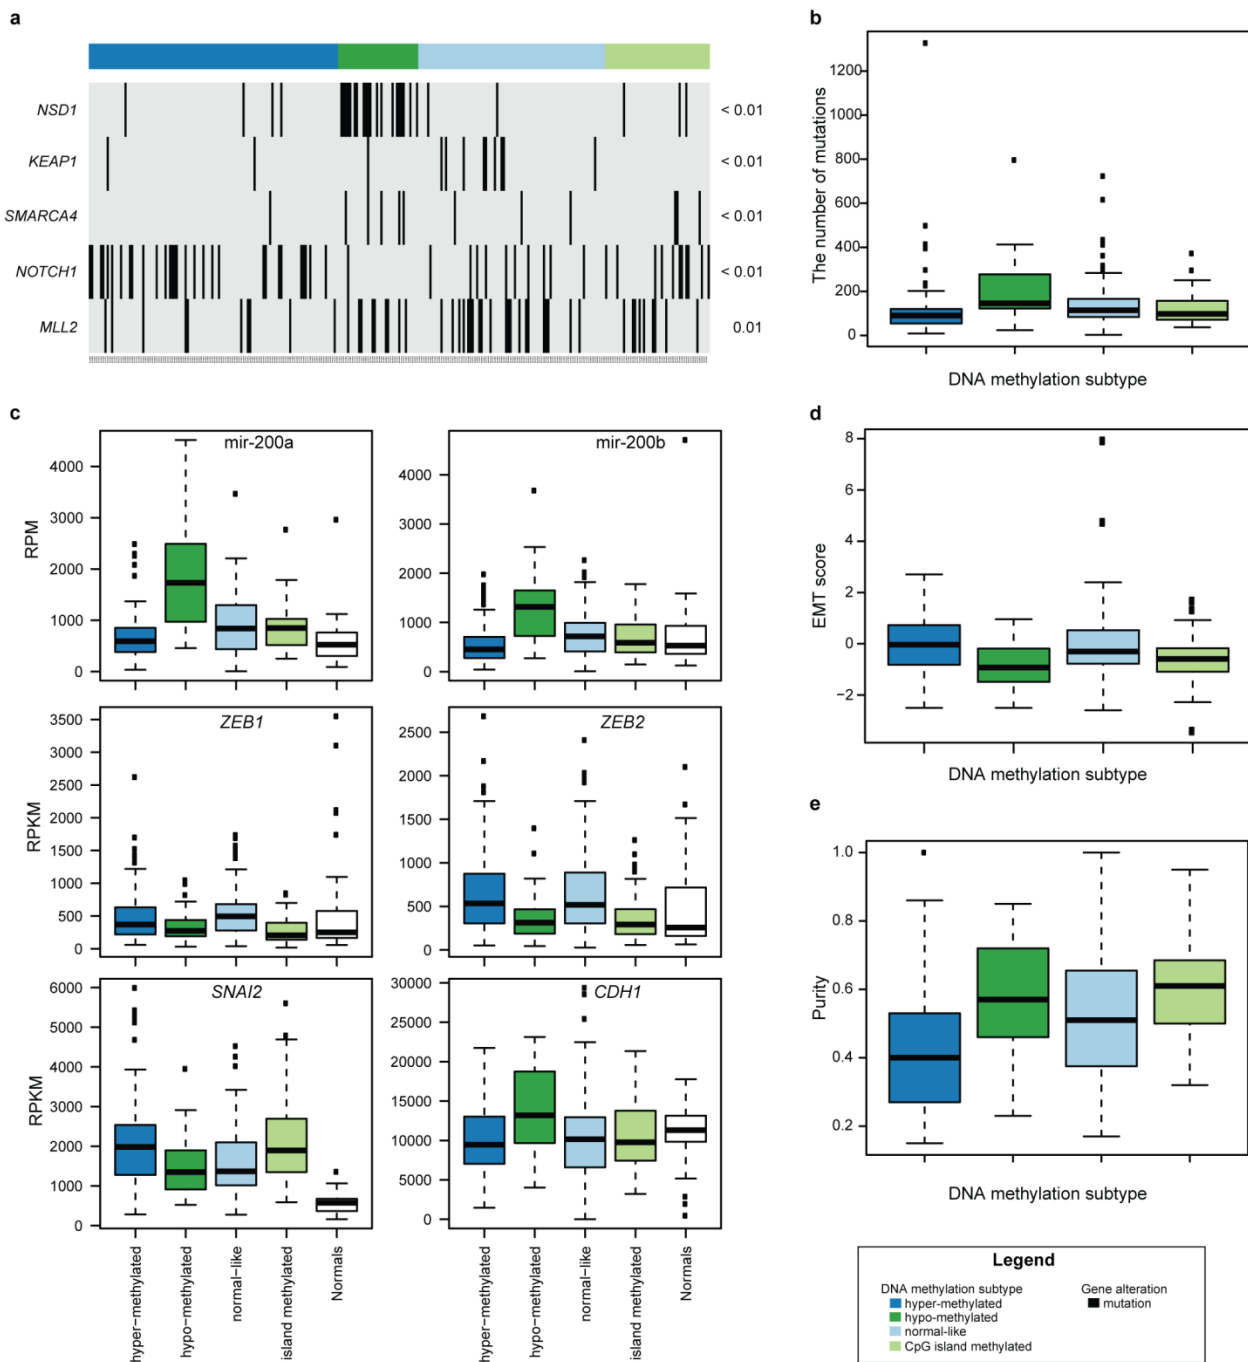 a
NSD1
< 0.01
KEAP1
< 0.01
SMARCA4
< 0.01
NOTCH1
< 0.01
MLL2
0.01
b
The number of mutations
1200
800
600
400
200
0
DNA methylation subtype
c
mir-200a
RPM
4000
3000
2000
1000
0
mir-200b
4000
3000
2000
1000
0
ZEB1
RPKM
3500
3000
2500
2000
1500
1000
500
0
ZEB2
2500
2000
1500
1000
500
0
SNAI2
RPKM
6000
5000
4000
3000
2000
1000
0
CDH1
30000
25000
20000
15000
10000
5000
0
hyper-methylated
hypo-methylated
normal-like
island methylated
Normals
hyper-methylated
hypo-methylated
normal-like
island methylated
Normals
d
EMT score
8
6
4
2
0
−2
DNA methylation subtype
e
Purity
1.0
0.8
0.6
0.4
0.2
DNA methylation subtype
Legend
DNA methylation subtype
hyper-methylated
hypo-methylated
normal-like
CpG island methylated
Gene alteration
mutation